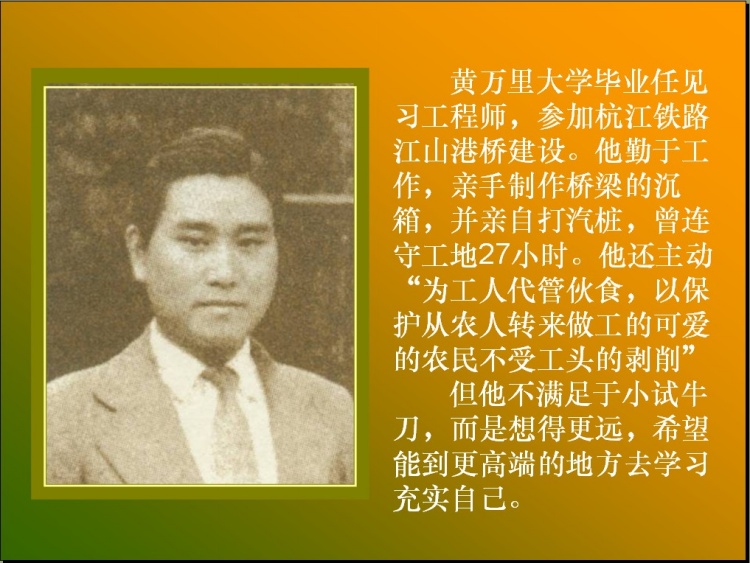 黄万里大学毕业任见
习工程师，参加杭江铁路
江山港桥建设。他勤于工
作，亲手制作桥梁的沉
箱，并亲自打汽桩，曾连
守工地27小时。他还主动
“为工人代管伙食，以保
护从农人转来做工的可爱
的农民不受工头的剥削”
但他不满足于小试牛
刀，而是想得更远，希望
能到更高端的地方去学习
充实自己。